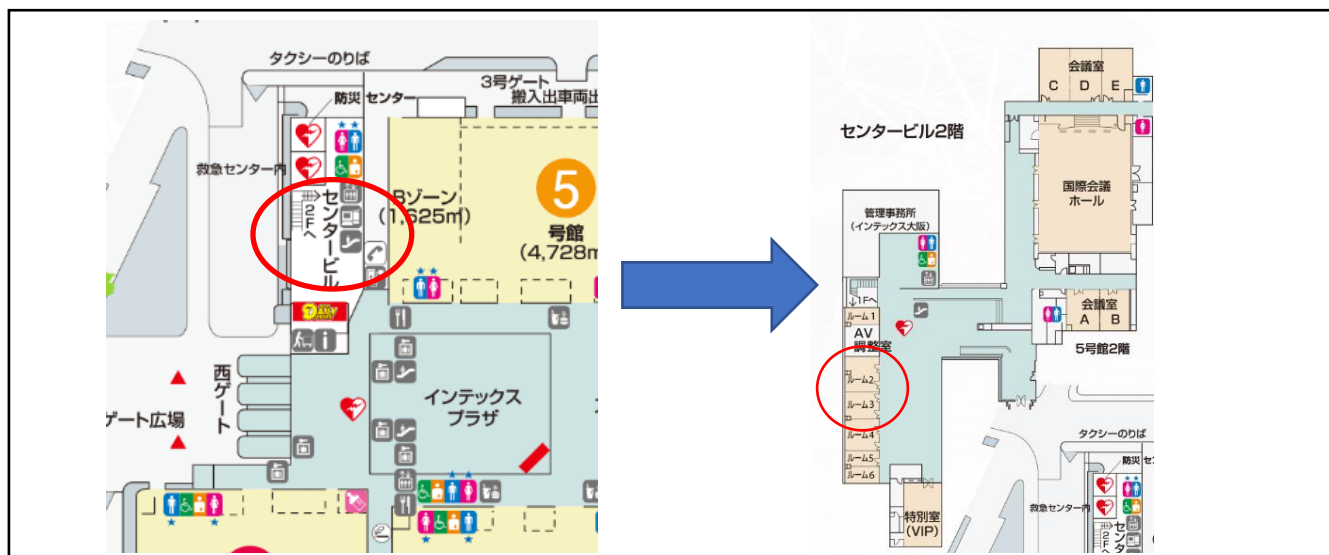 タクシーのりば
防災 センター
3号ゲート
搬入出車両出
救急センター内
2Fへ
センタービル
Bゾーン
(1,625㎡)
5
号館
(4,728㎡
西ゲート
ゲート広場
インテックス
プラザ
センタービル2階
会議室
C D E
国際会議
ホール
管理事務所
(インテックス大阪)
1Fへ
ルーム1
AV
調整室
ルーム2
ルーム3
ルーム4
ルーム5
ルーム6
会議室
A B
5号館2階
特別室
(VIP)
タクシーのりば
防災 セン
救急センター内
2Fへ
センタ